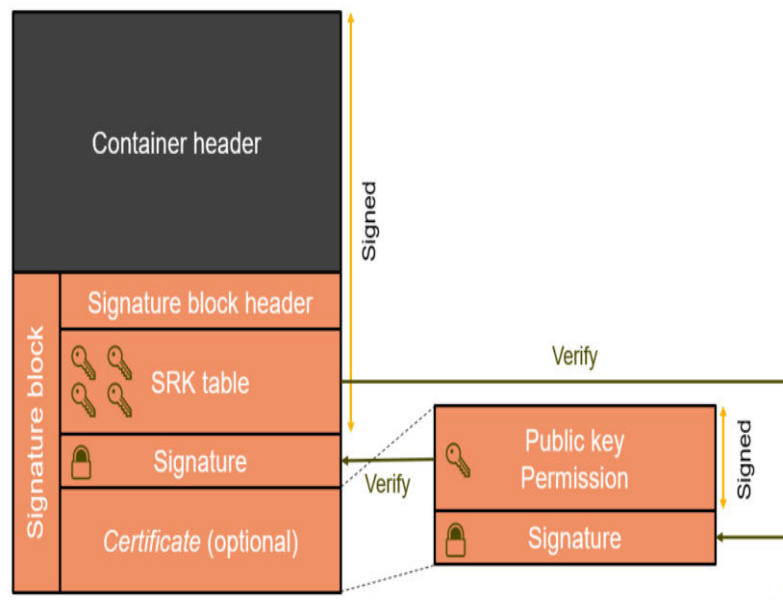 Container header
Signed
Signature block
Signature block header
SRK table
Verify
Signature
Verify
Certificate (optional)
Public key
Permission
Signed
Signature